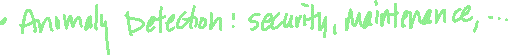 - Anomaly Detection: security, Maintenance, ...